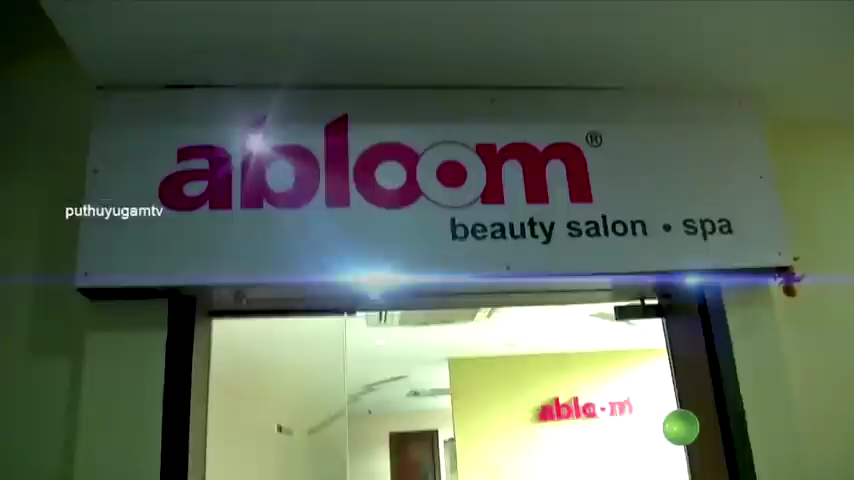 abloom®
puthuyugamtv
beauty salon • spa
abloom